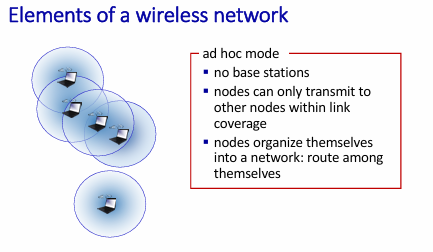 Elements of a wireless network
ad hoc mode
▪ no base stations
▪ nodes can only transmit to
other nodes within link
coverage
▪ nodes organize themselves
into a network: route among
themselves